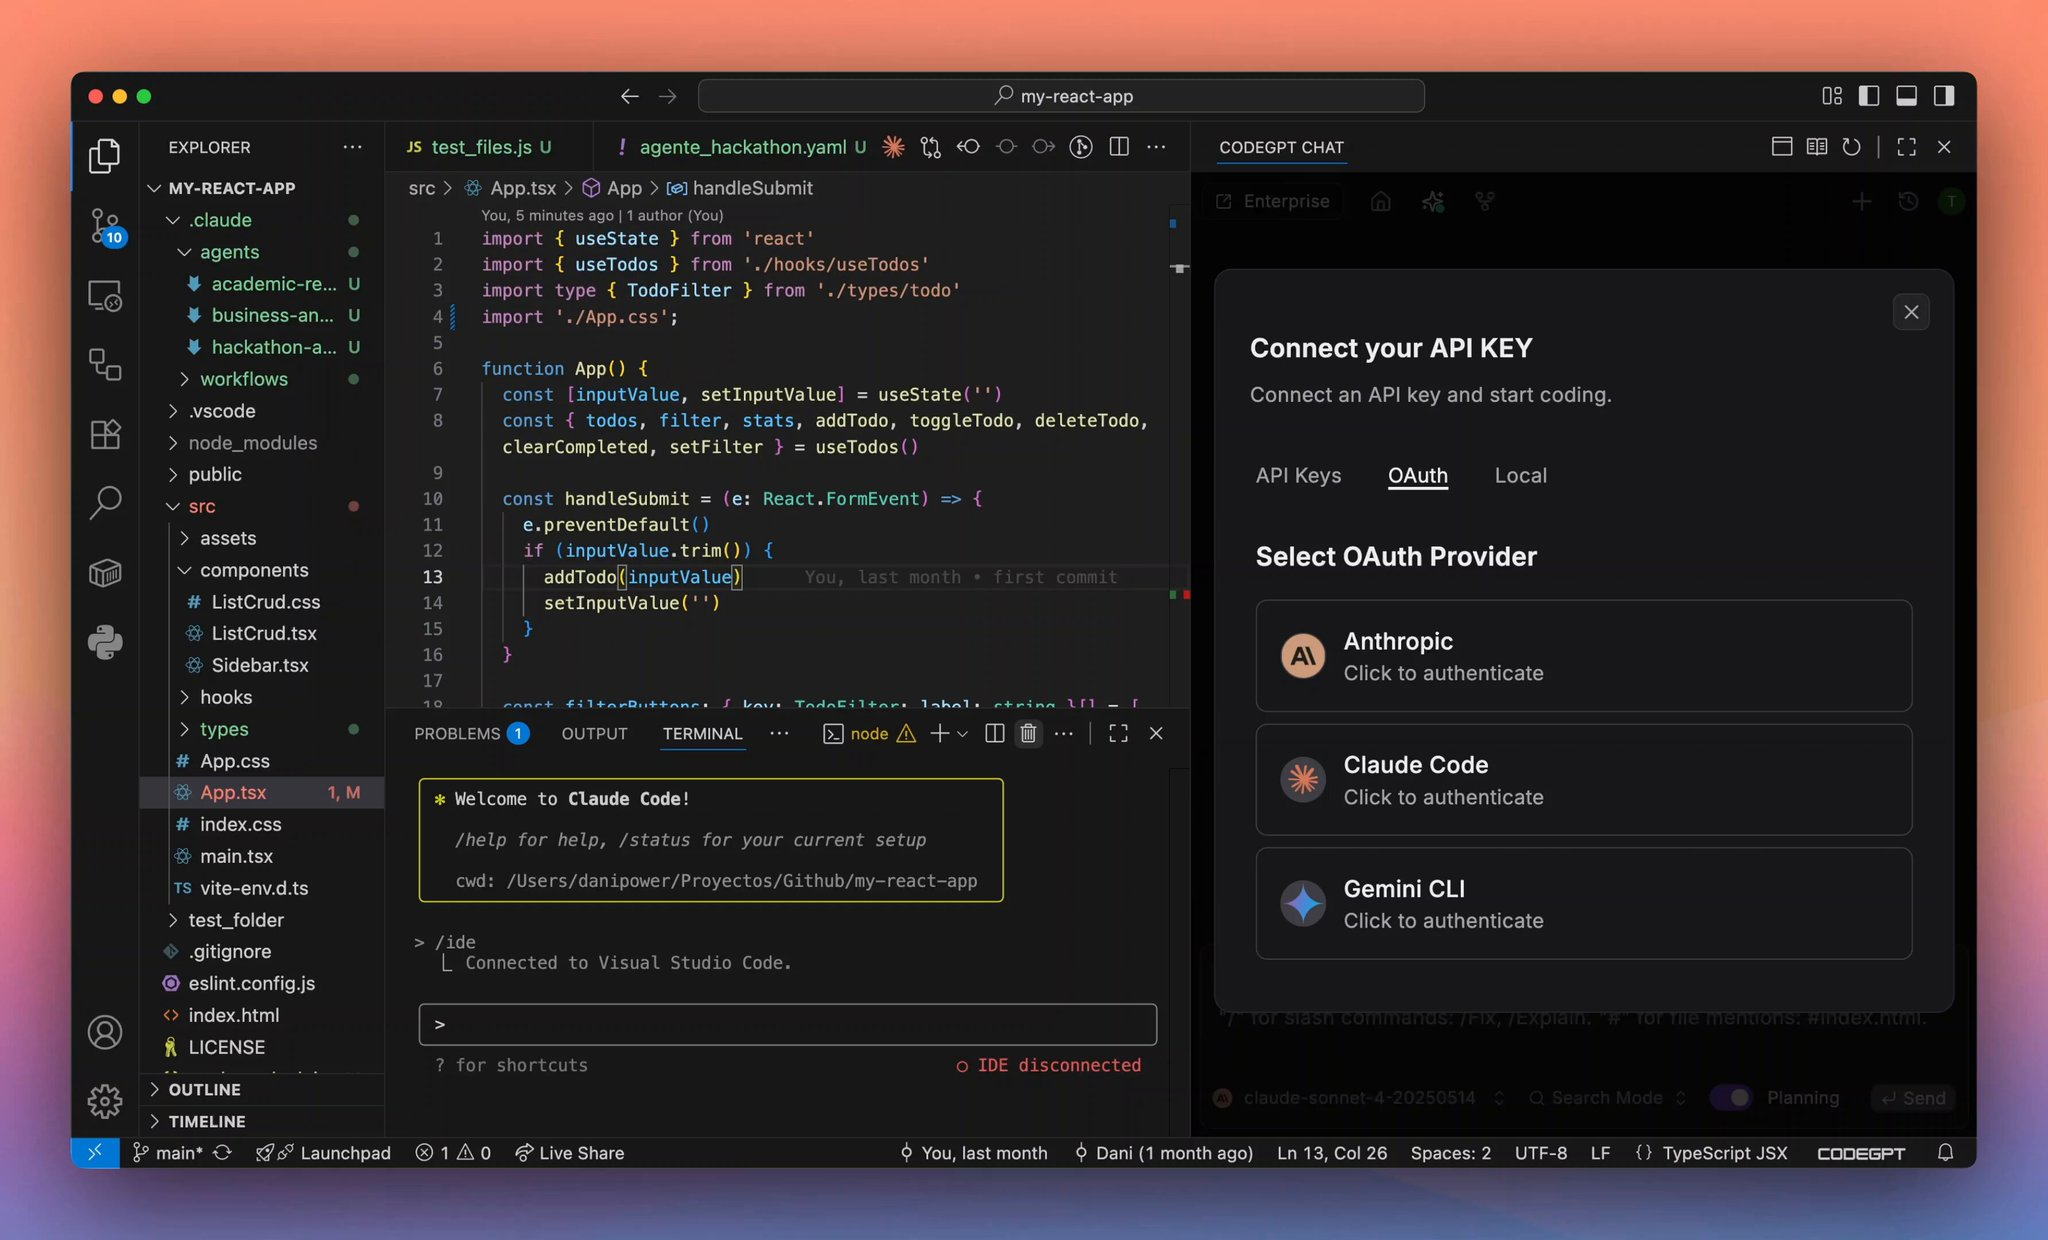 my-react-app
EXPLORER
MY-REACT-APP
.claude
agents
academic-re... U
business-an... U
hackathon-a... U
workflows
.vscode
node_modules
public
src
assets
components
# ListCrud.css
ListCrud.tsx
Sidebar.tsx
hooks
types
# App.css
App.tsx 1, M
# index.css
main.tsx
TS vite-env.d.ts
test_folder
.gitignore
eslint.config.js
<> index.html
LICENSE
OUTLINE
TIMELINE
10
JS test_files.js U
! agente_hackathon.yaml U
src > App.tsx > App > handleSubmit
You, 5 minutes ago | 1 author (You)
1 import { useState } from 'react'
2 import { useTodos } from './hooks/useTodos'
3 import type { TodoFilter } from './types/todo'
4 import './App.css';
5
6 function App() {
7 const [inputValue, setInputValue] = useState('')
8 const { todos, filter, stats, addTodo, toggleTodo, deleteTodo,
clearCompleted, setFilter } = useTodos()
9
10 const handleSubmit = (e: React.FormEvent) => {
11 e.preventDefault()
12 if (inputValue.trim()) {
13 addTodo(inputValue) You, last month • first commit
14 setInputValue('')
15 }
16 }
17
18 const filterButtons: { key: TodoFilter; label: string }[] = [
PROBLEMS 1 OUTPUT TERMINAL node
* Welcome to Claude Code!
/help for help, /status for your current setup
cwd: /Users/danipower/Proyectos/Github/my-react-app
> /ide
Connected to Visual Studio Code.
>
? for shortcuts
IDE disconnected
CODEGPT CHAT
Enterprise
T
Connect your API KEY
Connect an API key and start coding.
API Keys OAuth Local
Select OAuth Provider
Anthropic
Click to authenticate
Claude Code
Click to authenticate
Gemini CLI
Click to authenticate
"/" for slash commands: /Fix, /Explain. "#" for file mentions: #index.html.
claude-sonnet-4-20250514 Search Mode Planning Send
main* Launchpad 1 0 Live Share You, last month Dani (1 month ago) Ln 13, Col 26 Spaces: 2 UTF-8 LF {} TypeScript JSX CODEGPT